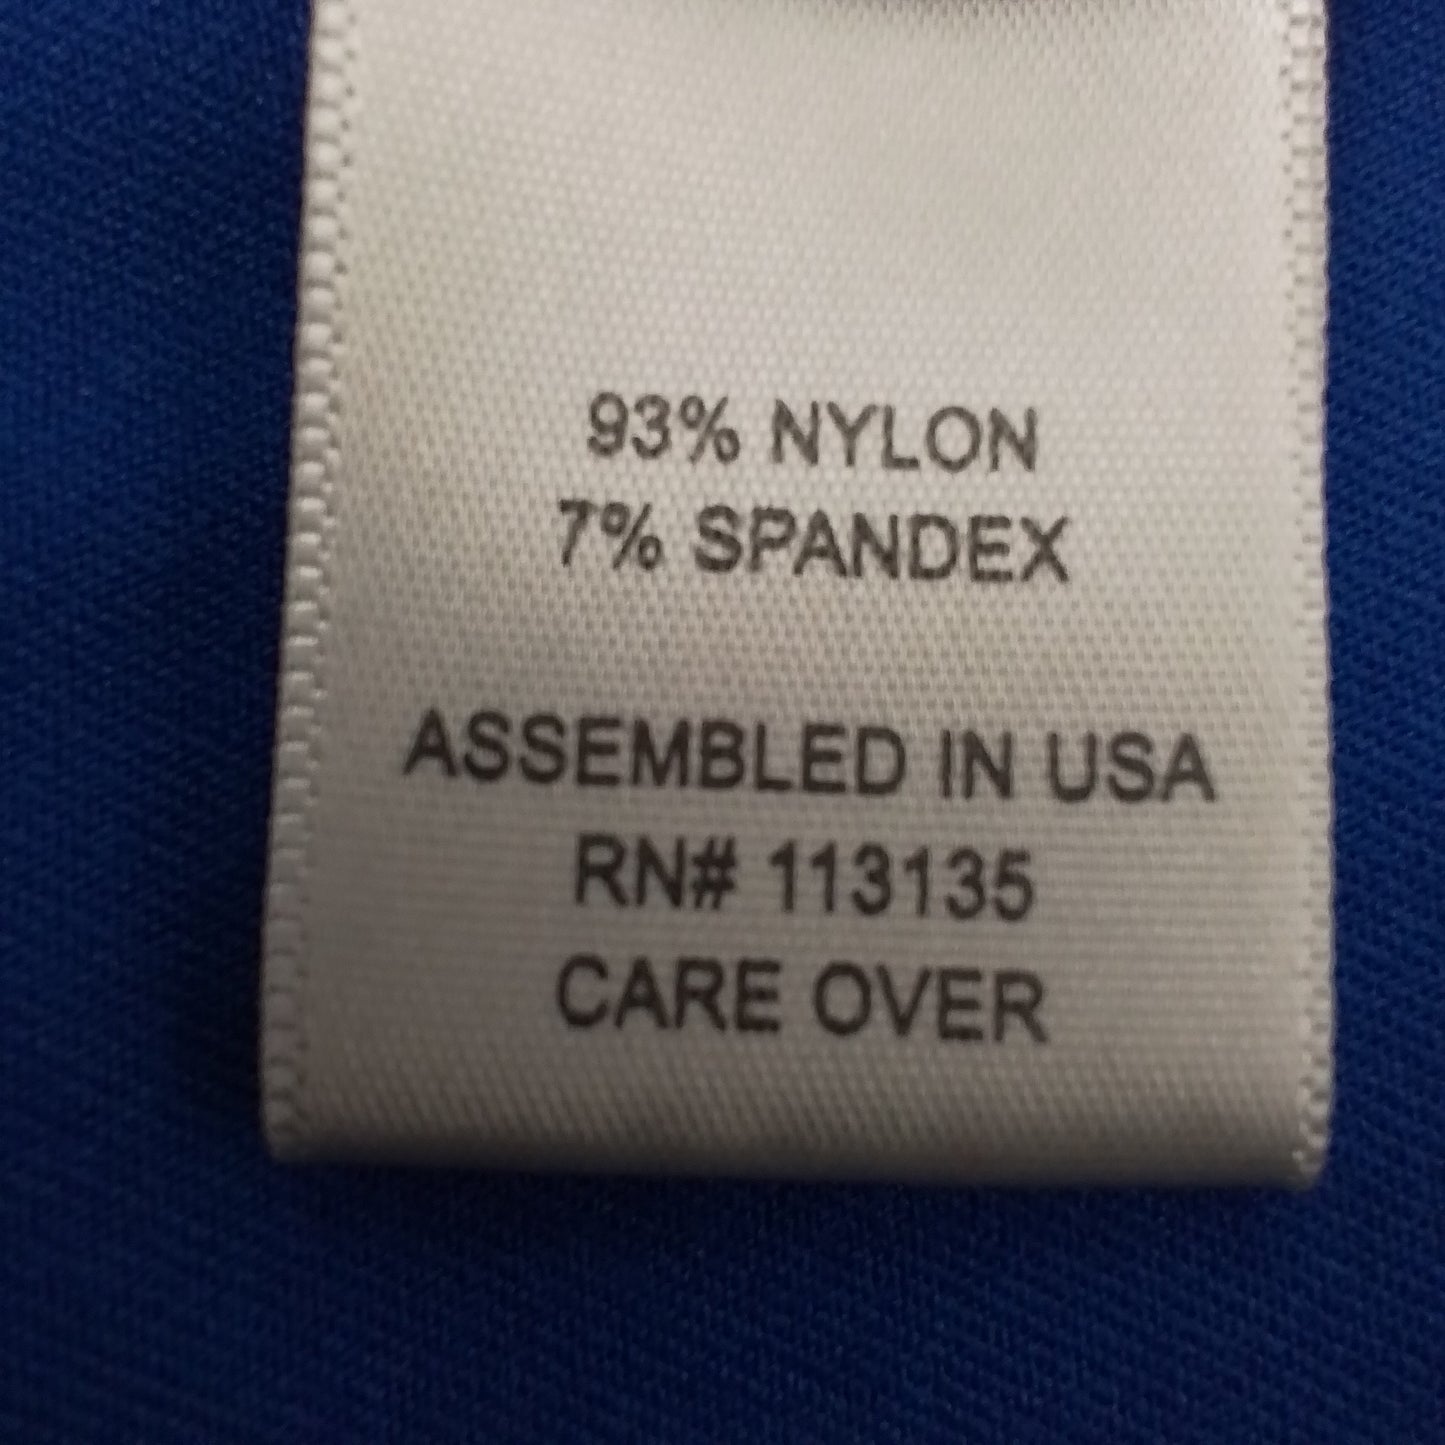 93% NYLON
7% SPANDEX
ASSEMBLED IN USA
RN# 113135
CARE OVER